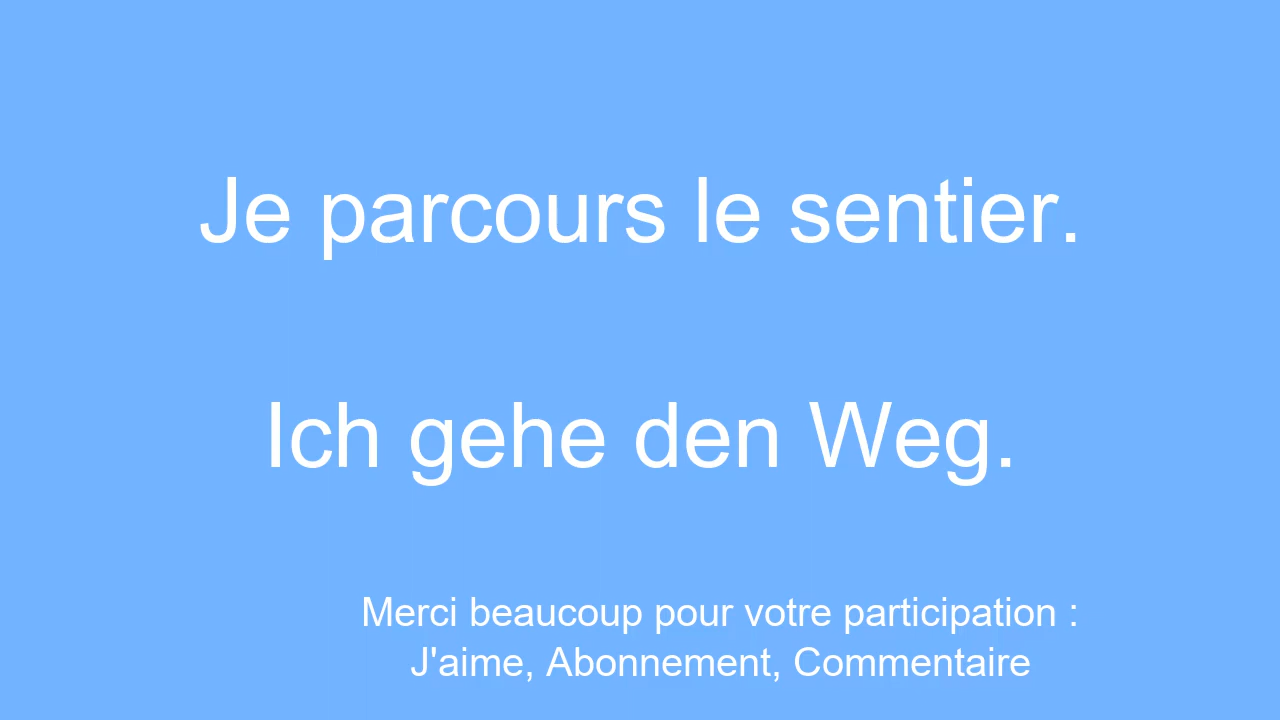 Je parcours le sentier.
Ich gehe den Weg.
Merci beaucoup pour votre participation :
J'aime, Abonnement, Commentaire